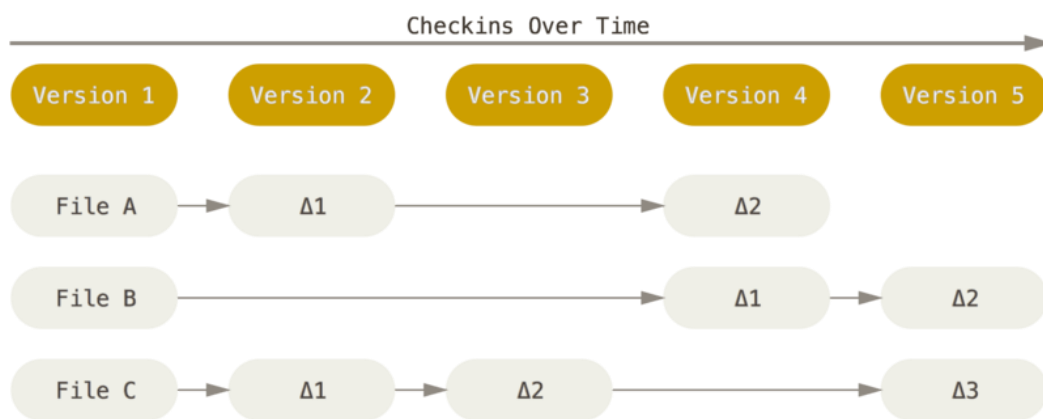 Checkins Over Time
Version 1 Version 2 Version 3 Version 4 Version 5
File A Δ1 Δ2
File B Δ1 Δ2
File C Δ1 Δ2 Δ3